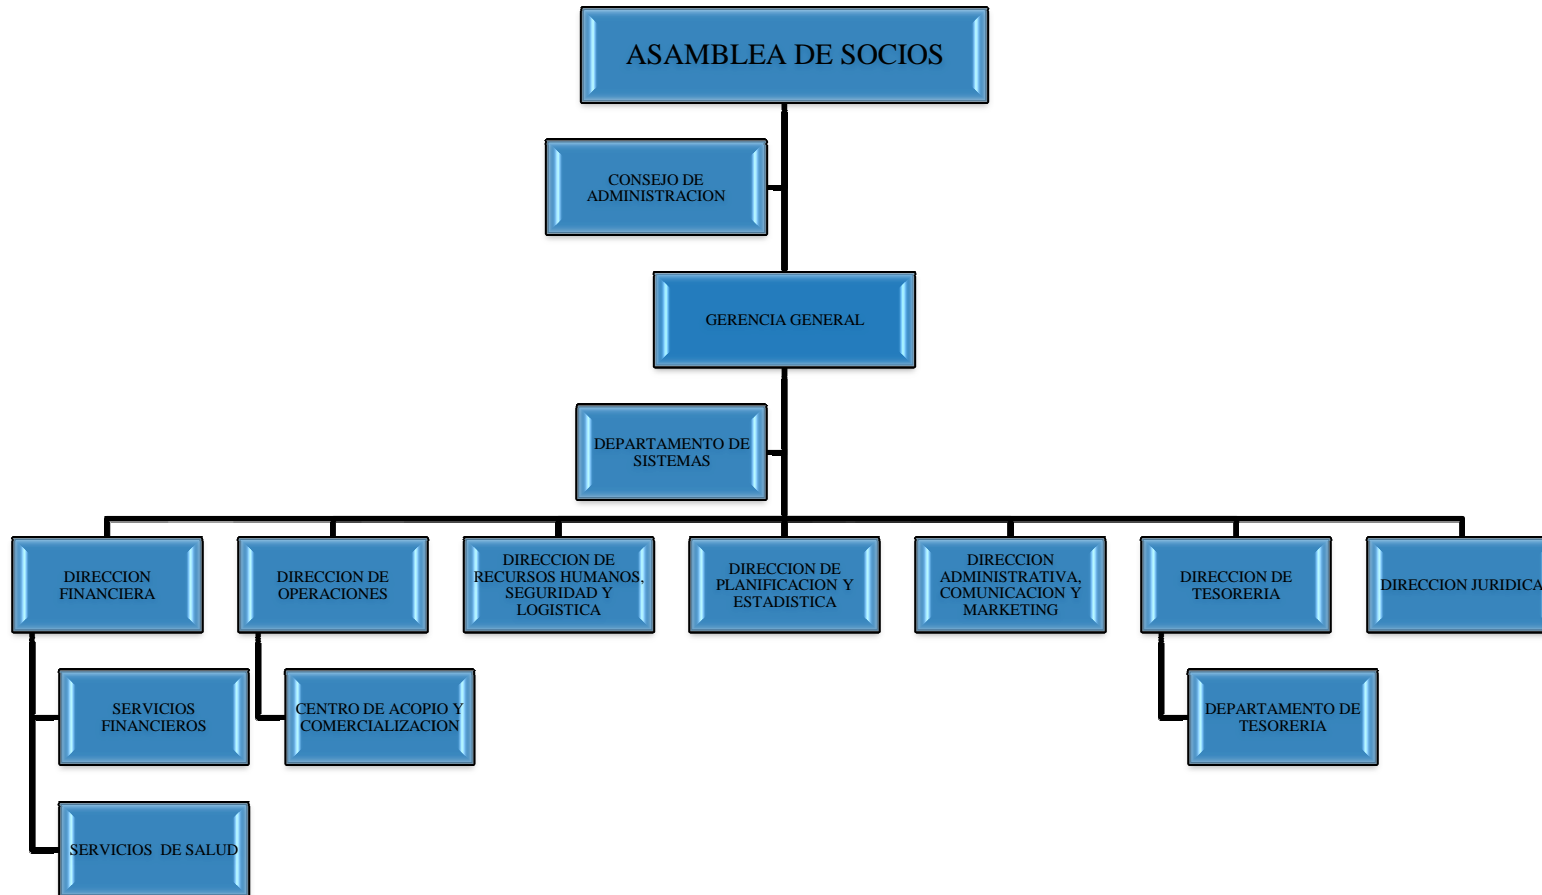 ASAMBLEA DE SOCIOS
CONSEJO DE
ADMINISTRACION
GERENCIA GENERAL
DEPARTAMENTO DE
SISTEMAS
DIRECCION
FINANCIERA
DIRECCION DE
OPERACIONES
DIRECCION DE
RECURSOS HUMANOS,
SEGURIDAD Y
LOGISTICA
DIRECCION DE
PLANIFICACION Y
ESTADISTICA
DIRECCION
ADMINISTRATIVA,
COMUNICACION Y
MARKETING
DIRECCION DE
TESORERIA
DIRECCION JURIDICA
SERVICIOS
FINANCIEROS
CENTRO DE ACOPIO Y
COMERCIALIZACION
DEPARTAMENTO DE
TESORERIA
SERVICIOS  DE SALUD